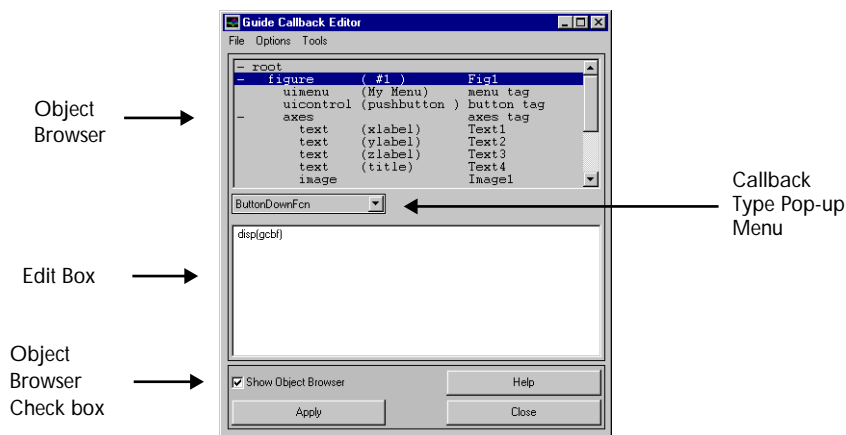 Guide Callback Editor
File Options Tools
– root
– figure ( #1 ) Fig1
uimenu (My Menu) menu tag
uicontrol (pushbutton ) button tag
– axes axes tag
text (xlabel) Text1
text (ylabel) Text2
text (zlabel) Text3
text (title) Text4
image Image1
Object
Browser
ButtonDownFcn
Callback
Type Pop-up
Menu
disp(gcbf)
Edit Box
Object
Browser
Check box
Show Object Browser
Help
Apply
Close